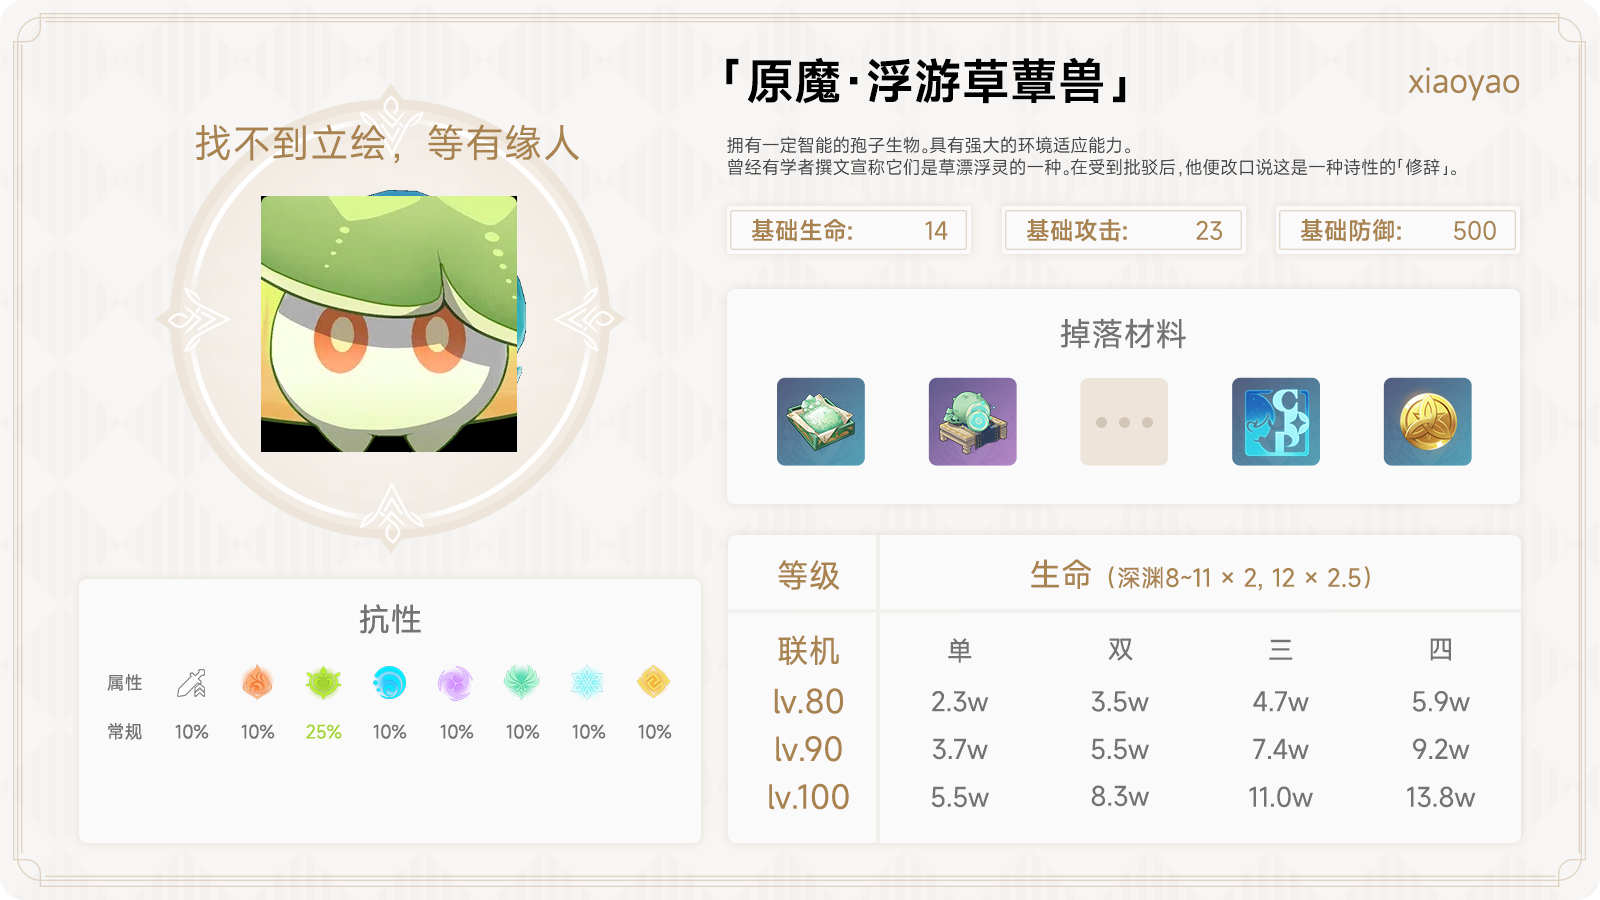 「原魔·浮游草蕈兽」
xiaoyao
找不到立绘，等有缘人
拥有一定智能的孢子生物。具有强大的环境适应能力。
曾经有学者撰文宣称它们是草漂浮灵的一种。在受到批驳后，他便改口说这是一种诗性的「修辞」。
基础生命: 14
基础攻击: 23
基础防御: 500
掉落材料
抗性
属性
常规 10% 10% 25% 10% 10% 10% 10% 10%
等级 生命（深渊8~11 × 2, 12 × 2.5）
联机 单 双 三 四
lv.80 2.3w 3.5w 4.7w 5.9w
lv.90 3.7w 5.5w 7.4w 9.2w
lv.100 5.5w 8.3w 11.0w 13.8w